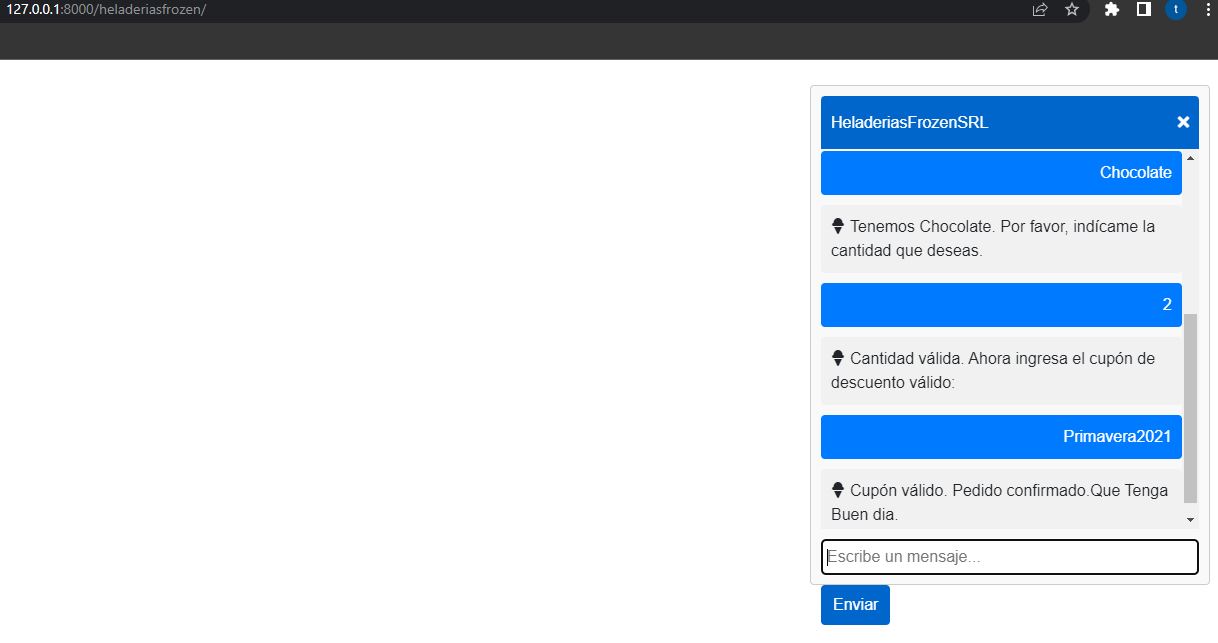 127.0.0.1:8000/heladeriasfrozen/
t
HeladeriasFrozenSRL
Chocolate
Tenemos Chocolate. Por favor, indícame la
cantidad que deseas.
2
Cantidad válida. Ahora ingresa el cupón de
descuento válido:
Primavera2021
Cupón válido. Pedido confirmado.Que Tenga
Buen dia.
Escribe un mensaje...
Enviar